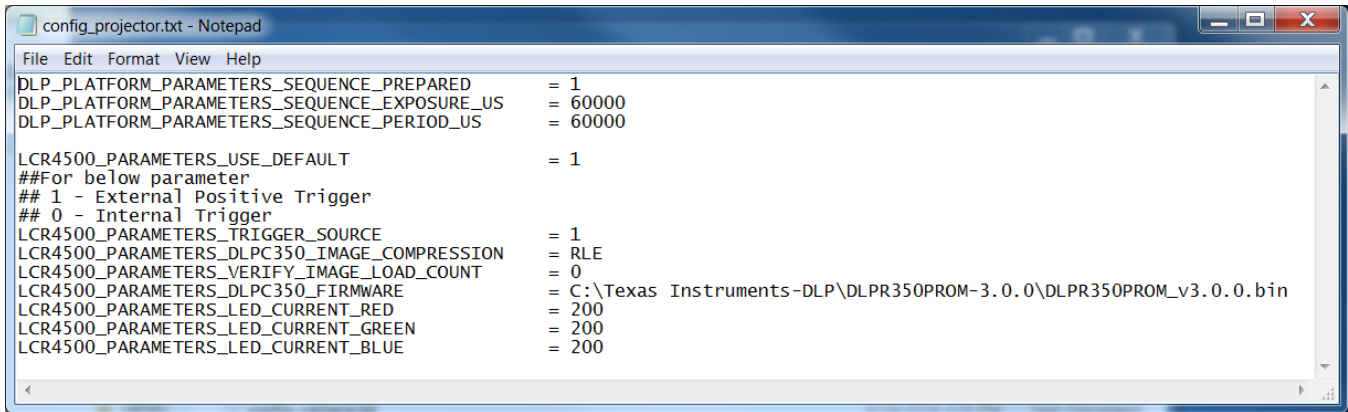 config_projector.txt - Notepad
File Edit Format View Help
DLP_PLATFORM_PARAMETERS_SEQUENCE_PREPARED = 1
DLP_PLATFORM_PARAMETERS_SEQUENCE_EXPOSURE_US = 60000
DLP_PLATFORM_PARAMETERS_SEQUENCE_PERIOD_US = 60000
LCR4500_PARAMETERS_USE_DEFAULT = 1
##For below parameter
## 1 - External Positive Trigger
## 0 - Internal Trigger
LCR4500_PARAMETERS_TRIGGER_SOURCE = 1
LCR4500_PARAMETERS_DLPC350_IMAGE_COMPRESSION = RLE
LCR4500_PARAMETERS_VERIFY_IMAGE_LOAD_COUNT = 0
LCR4500_PARAMETERS_DLPC350_FIRMWARE = C:\Texas Instruments-DLP\DLPR350PROM-3.0.0\DLPR350PROM_v3.0.0.bin
LCR4500_PARAMETERS_LED_CURRENT_RED = 200
LCR4500_PARAMETERS_LED_CURRENT_GREEN = 200
LCR4500_PARAMETERS_LED_CURRENT_BLUE = 200